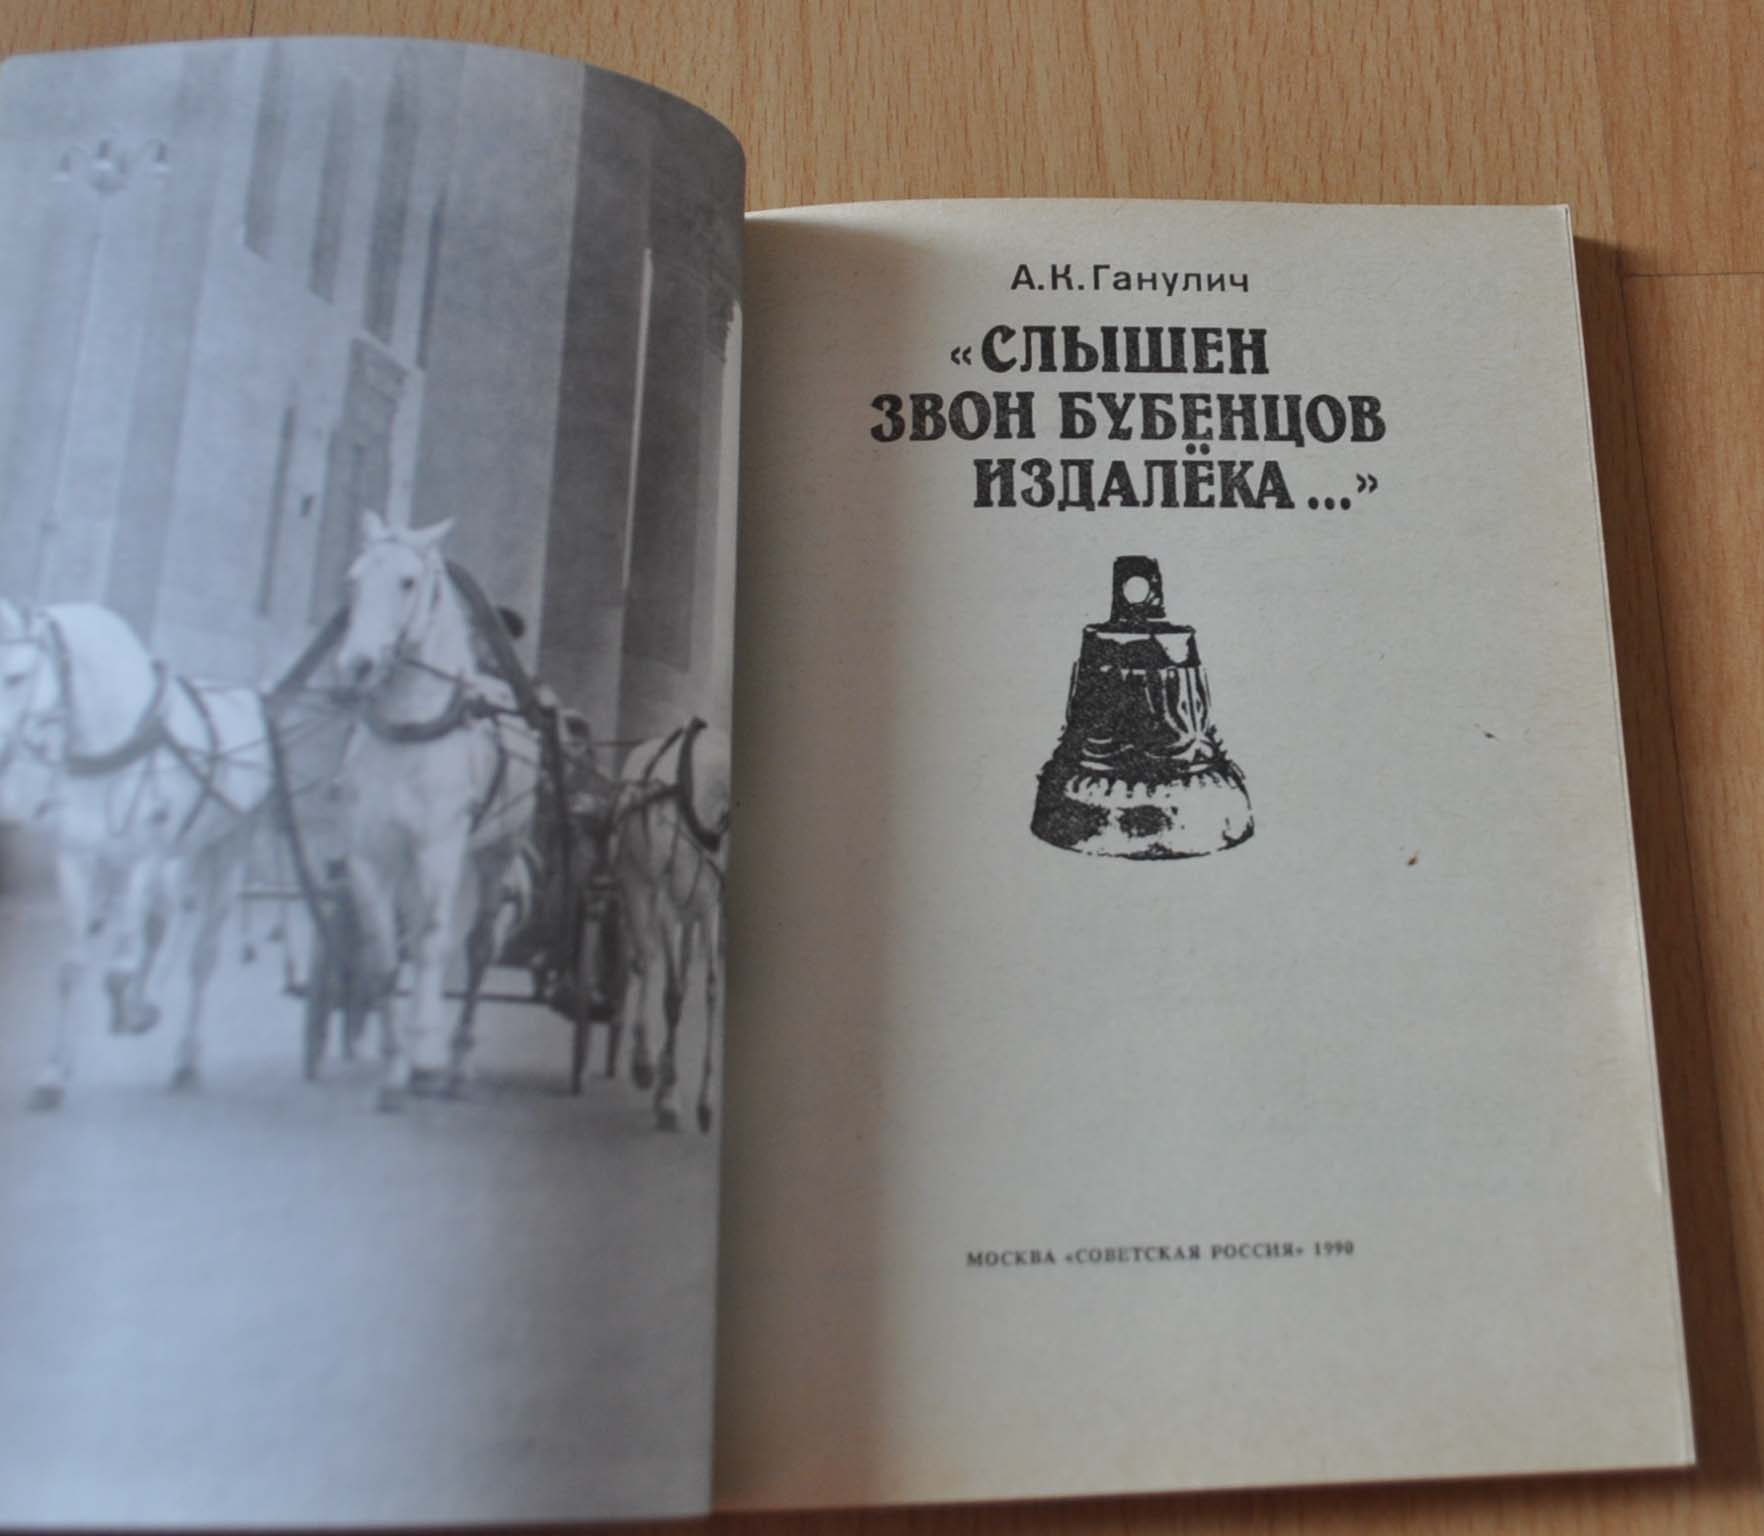 А.К.Ганулич
«СЛЫШЕН
ЗВОН БУБЕНЦОВ
ИЗДАЛЁКА...»
МОСКВА «СОВЕТСКАЯ РОССИЯ» 1990